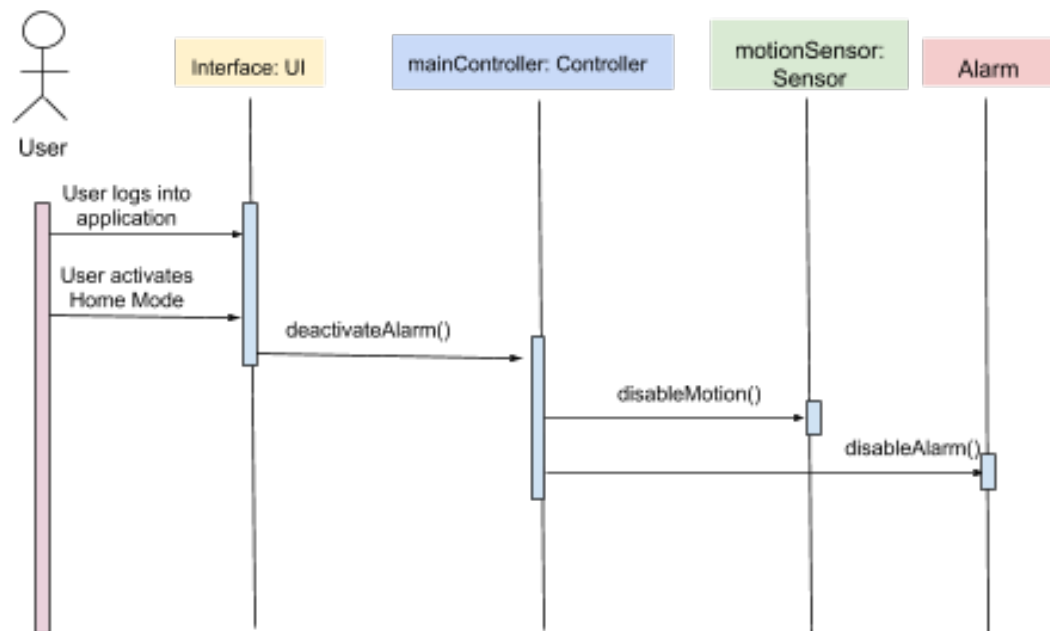 Interface: UI
mainController: Controller
motionSensor:
Sensor
Alarm
User
User logs into
application
User activates
Home Mode
deactivateAlarm()
disableMotion()
disableAlarm()